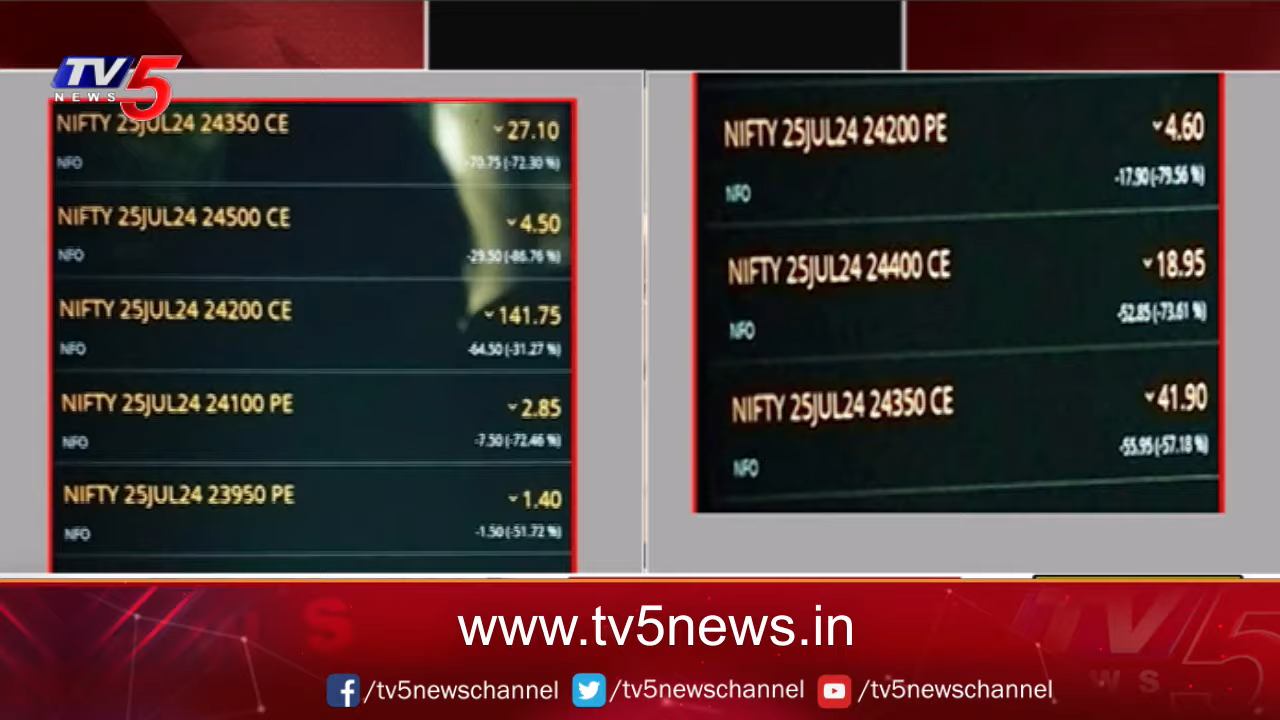 TV5
NEWS
NIFTY 25JUL24 24350 CE
27.10
NFO
-70.75 (-72.30 %)
NIFTY 25JUL24 24500 CE
4.50
NFO
-29.50 (-86.76 %)
NIFTY 25JUL24 24200 CE
141.75
NFO
-64.50 (-31.27 %)
NIFTY 25JUL24 24100 PE
2.85
NFO
-7.50 (-72.46 %)
NIFTY 25JUL24 23950 PE
1.40
NFO
-1.50 (-51.72 %)
NIFTY 25JUL24 24200 PE
4.60
NFO
-17.90 (-79.56 %)
NIFTY 25JUL24 24400 CE
18.95
NFO
-52.85 (-73.61 %)
NIFTY 25JUL24 24350 CE
41.90
NFO
-55.95 (-57.18 %)
www.tv5news.in
/tv5newschannel
/tv5newschannel
/tv5newschannel